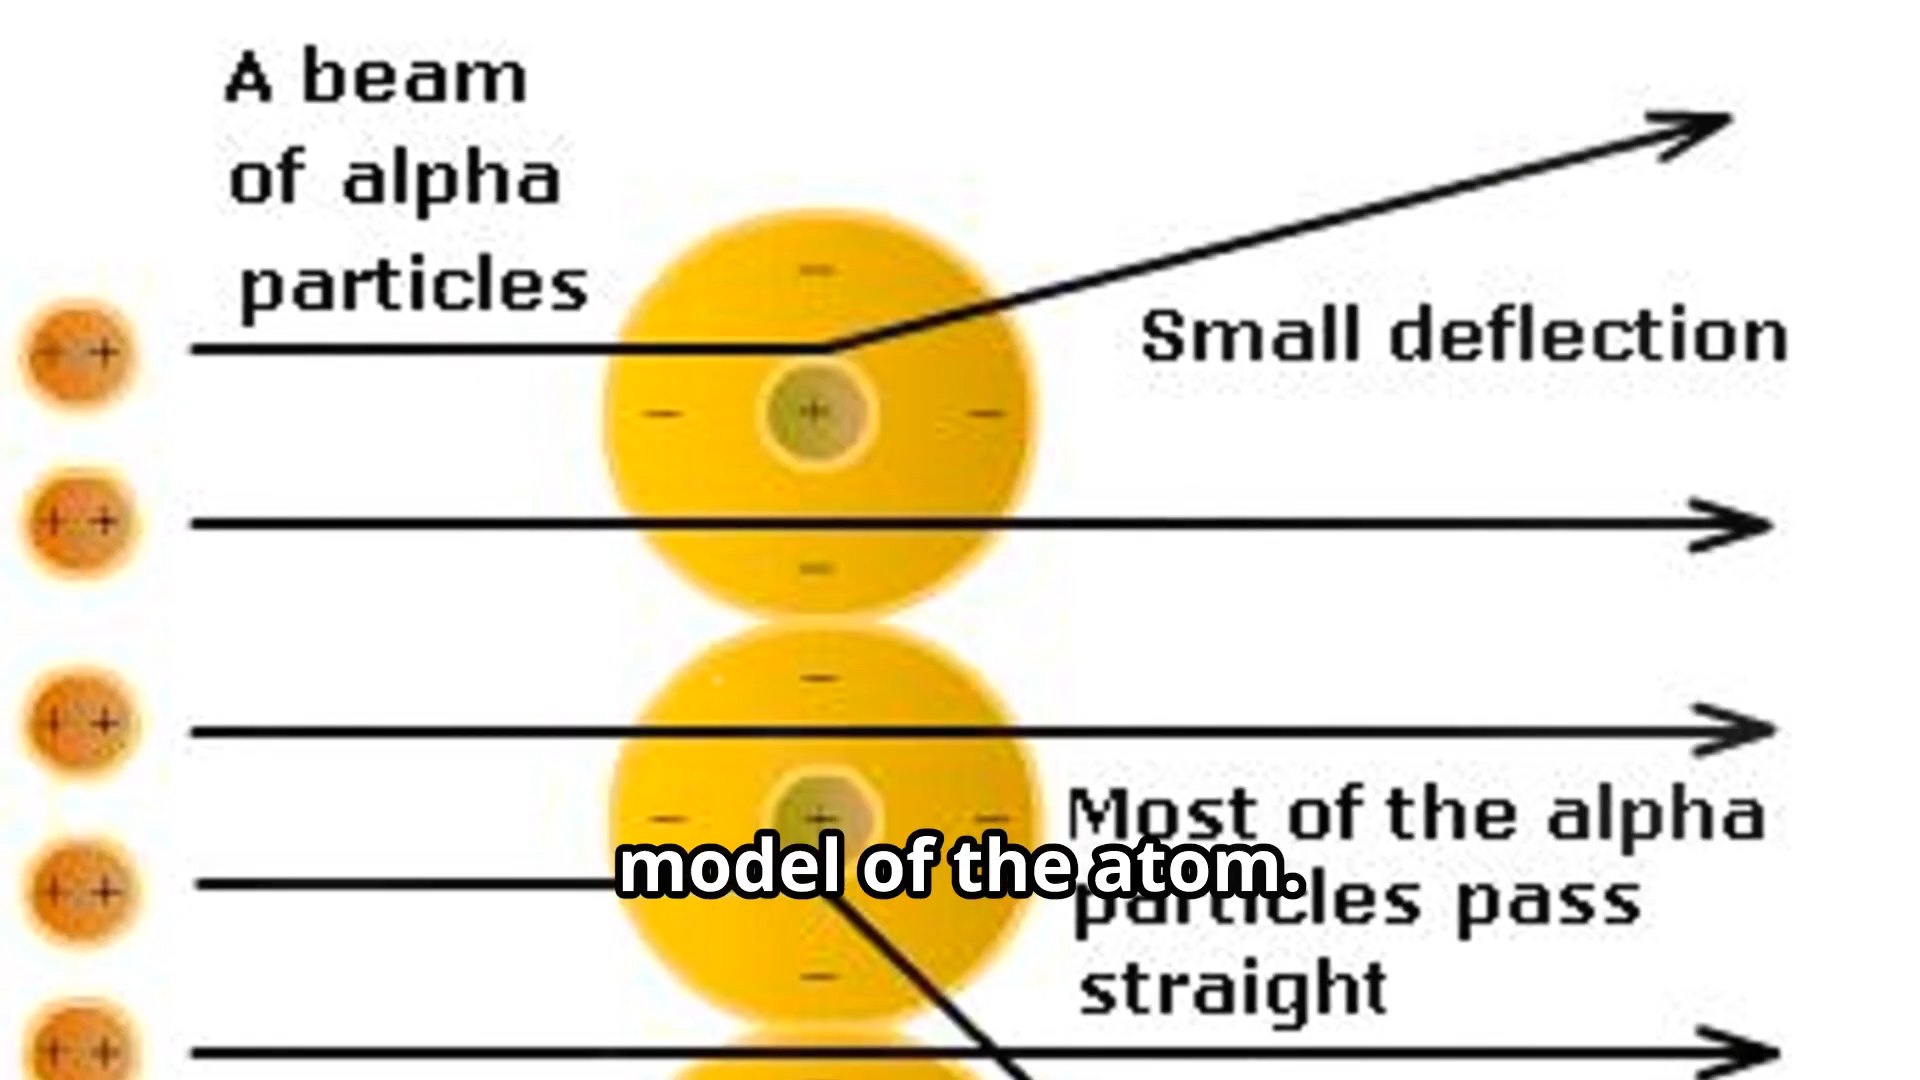 A beam
of alpha
particles
Small deflection
Most of the alpha
particles pass
straight
model of the atom.